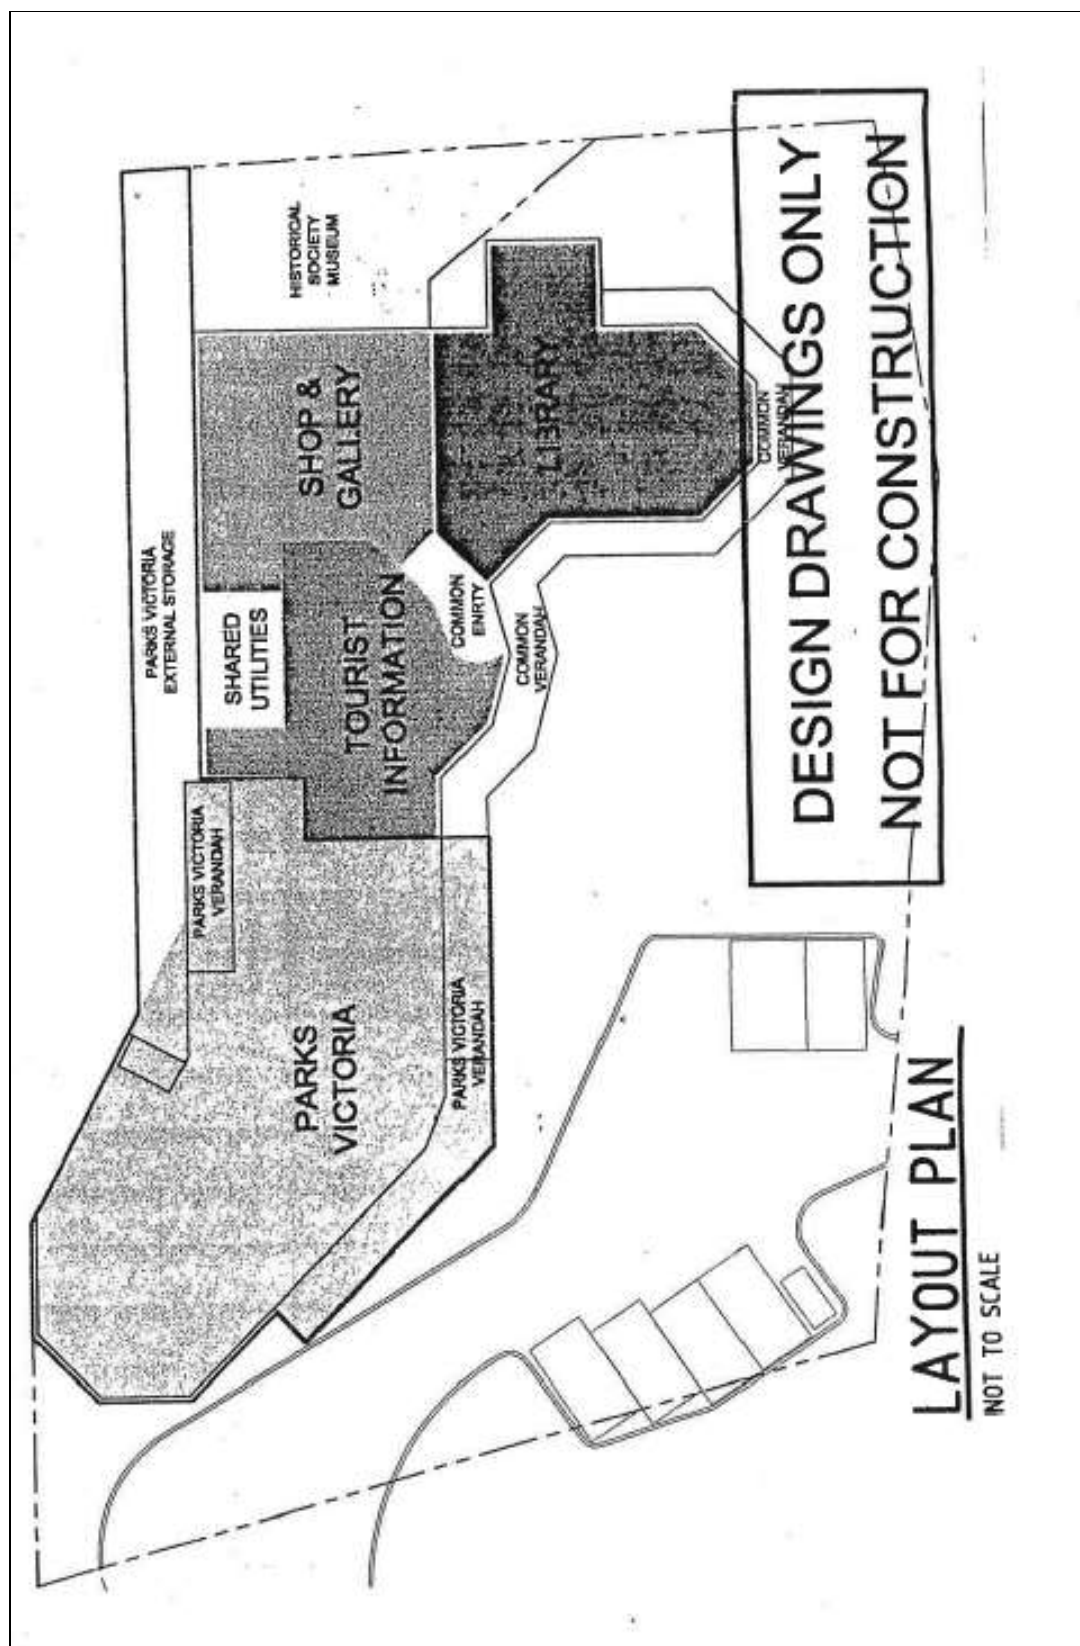 PARKS VICTORIA
EXTERNAL STORAGE
HISTORICAL
SOCIETY
MUSEUM
SHARED
UTILITIES
SHOP &
GALLERY
PARKS VICTORIA
VERANDAH
TOURIST
INFORMATION
LIBRARY
COMMON
ENRTY
COMMON
VERANDAH
COMMON
VERANDAH
PARKS
VICTORIA
PARKS VICTORIA
VERANDAH
DESIGN DRAWINGS ONLY
NOT FOR CONSTRUCTION
LAYOUT PLAN
NOT TO SCALE